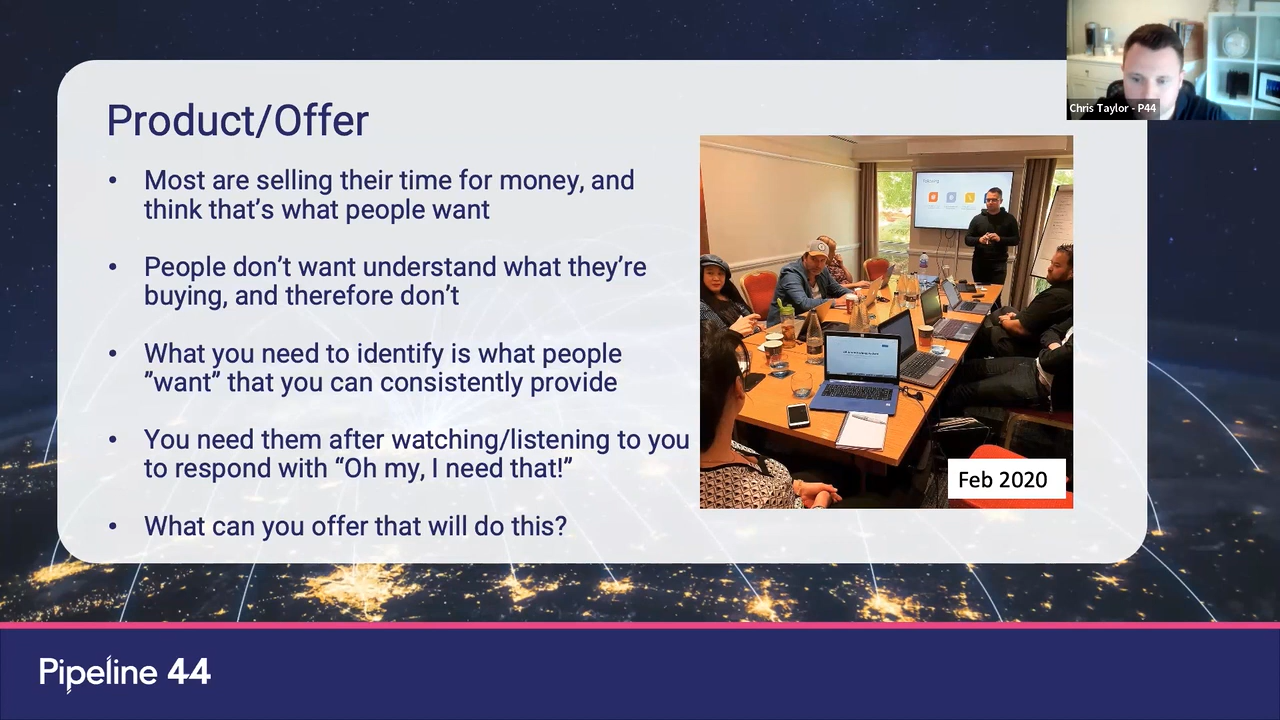 Chris Taylor - P44
Product/Offer
• Most are selling their time for money, and
think that’s what people want
• People don’t want understand what they’re
buying, and therefore don’t
• What you need to identify is what people
”want” that you can consistently provide
• You need them after watching/listening to you
to respond with “Oh my, I need that!”
• What can you offer that will do this?
Feb 2020
Pipeline 44